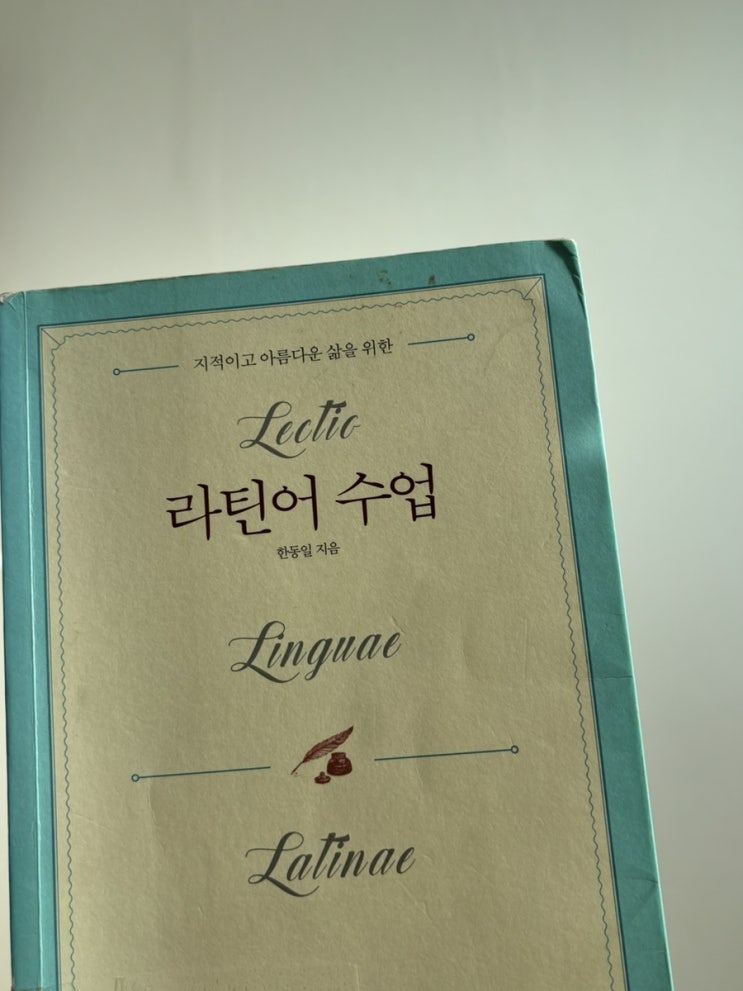 지적이고 아름다운 삶을 위한
Lectio
라틴어 수업
한동일 지음
Linguae
Latinae